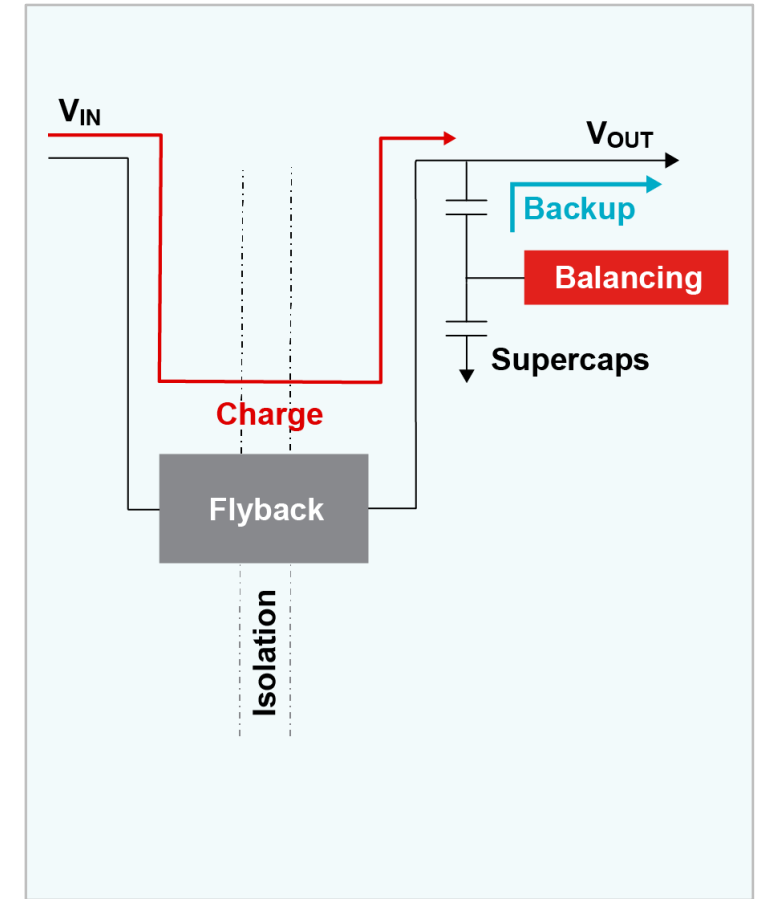 VIN
VOUT
Backup
Balancing
Supercaps
Charge
Flyback
Isolation